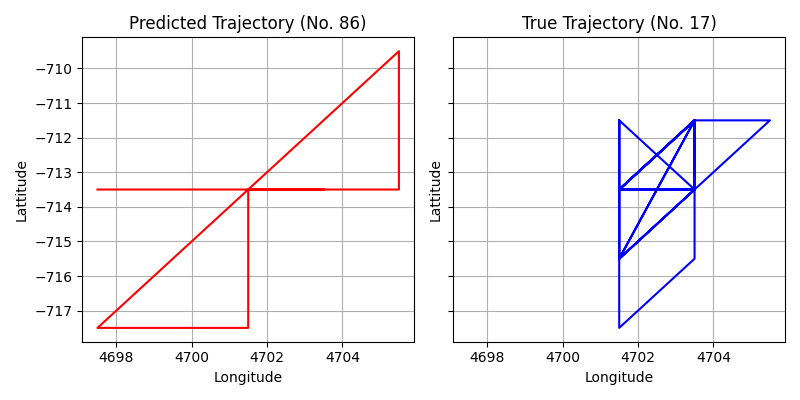 Predicted Trajectory (No. 86)
True Trajectory (No. 17)
−710
−711
−712
−713
−714
−715
−716
−717
Lattitude
Lattitude
4698
4700
4702
4704
4698
4700
4702
4704
Longitude
Longitude